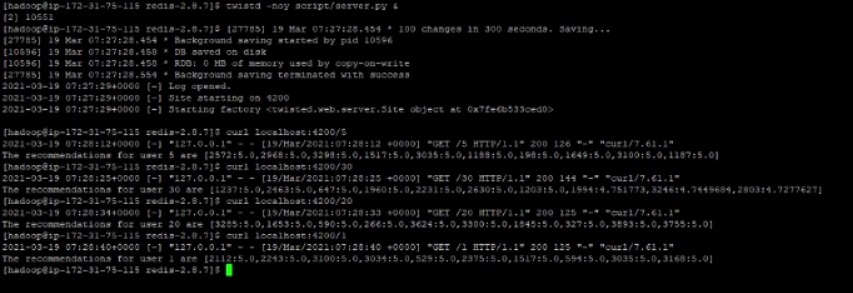 [hadoop@ip-172-31-75-115 redis-2.8.7]$ twistd -noy script/server.py &
[2] 10551
[hadoop@ip-172-31-75-115 redis-2.8.7]$ [27785] 19 Mar 07:27:28.454 * 100 changes in 300 seconds. Saving...
[27785] 19 Mar 07:27:28.454 * Background saving started by pid 10596
[10596] 19 Mar 07:27:28.458 * DB saved on disk
[10596] 19 Mar 07:27:28.458 * RDB: 0 MB of memory used by copy-on-write
[27785] 19 Mar 07:27:28.554 * Background saving terminated with success
2021-03-19 07:27:29+0000 [-] Log opened.
2021-03-19 07:27:29+0000 [-] Site starting on 4200
2021-03-19 07:27:29+0000 [-] Starting factory <twisted.web.server.Site object at 0x7fe6b533ced0>
[hadoop@ip-172-31-75-115 redis-2.8.7]$ curl localhost:4200/5
2021-03-19 07:28:12+0000 [-] "127.0.0.1" - - [19/Mar/2021:07:28:12 +0000] "GET /5 HTTP/1.1" 200 126 "-" "curl/7.61.1"
The recommendations for user 5 are [2572:5.0,2968:5.0,3298:5.0,1517:5.0,3035:5.0,1188:5.0,198:5.0,1649:5.0,3100:5.0,1187:5.0]
[hadoop@ip-172-31-75-115 redis-2.8.7]$ curl localhost:4200/30
2021-03-19 07:28:25+0000 [-] "127.0.0.1" - - [19/Mar/2021:07:28:25 +0000] "GET /30 HTTP/1.1" 200 144 "-" "curl/7.61.1"
The recommendations for user 30 are [1237:5.0,2463:5.0,647:5.0,1960:5.0,2231:5.0,2630:5.0,1203:5.0,1994:4.751773,3246:4.7449684,2803:4.7277627]
[hadoop@ip-172-31-75-115 redis-2.8.7]$ curl localhost:4200/20
2021-03-19 07:28:34+0000 [-] "127.0.0.1" - - [19/Mar/2021:07:28:33 +0000] "GET /20 HTTP/1.1" 200 125 "-" "curl/7.61.1"
The recommendations for user 20 are [3285:5.0,1653:5.0,590:5.0,266:5.0,3624:5.0,3300:5.0,1845:5.0,327:5.0,3893:5.0,3755:5.0]
[hadoop@ip-172-31-75-115 redis-2.8.7]$ curl localhost:4200/1
2021-03-19 07:28:40+0000 [-] "127.0.0.1" - - [19/Mar/2021:07:28:40 +0000] "GET /1 HTTP/1.1" 200 125 "-" "curl/7.61.1"
The recommendations for user 1 are [2112:5.0,2243:5.0,3100:5.0,3034:5.0,529:5.0,2375:5.0,1517:5.0,594:5.0,3035:5.0,3168:5.0]
[hadoop@ip-172-31-75-115 redis-2.8.7]$